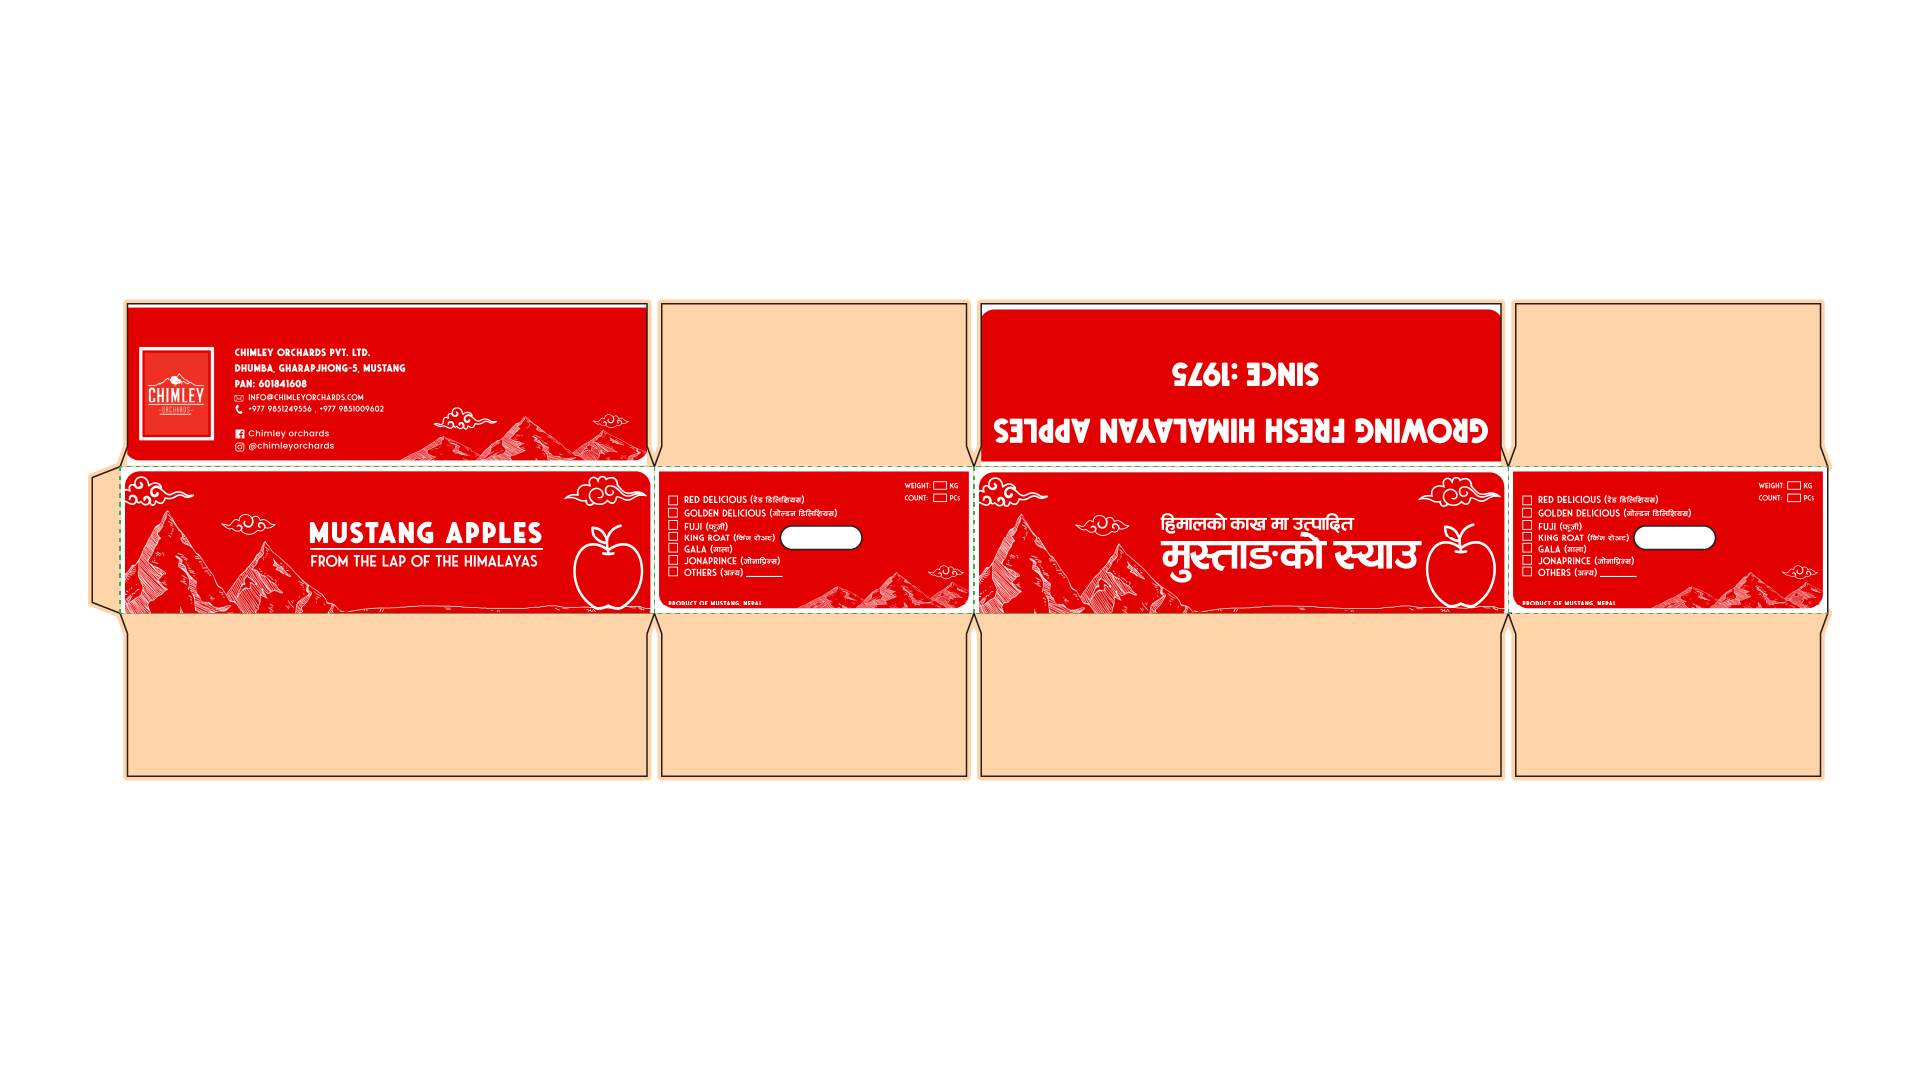 CHIMLEY
-ORCHARDS-
CHIMLEY ORCHARDS PVT. LTD.
DHUMBA, GHARAPJHONG-5, MUSTANG
PAN: 601841608
INFO@CHIMLEYORCHARDS.COM
+977 9851249556 , +977 9851009602
Chimley orchards
@chimleyorchards
SINCE :1975
GROWING FRESH HIMALAYAN APPLES
MUSTANG APPLES
FROM THE LAP OF THE HIMALAYAS
WEIGHT: KG
COUNT: PCs
RED DELICIOUS (रेड डिलिशियस)
GOLDEN DELICIOUS (गोल्डन डिलिशियस)
FUJI (फूजी)
KING ROAT (किंग रोअट)
GALA (गाला)
JONAPRINCE (जोनाप्रिन्स)
OTHERS (अन्य) ________
PRODUCT OF MUSTANG, NEPAL
हिमालको काख मा उत्पादित
मुस्ताङको स्याउ
WEIGHT: KG
COUNT: PCs
RED DELICIOUS (रेड डिलिशियस)
GOLDEN DELICIOUS (गोल्डन डिलिशियस)
FUJI (फूजी)
KING ROAT (किंग रोअट)
GALA (गाला)
JONAPRINCE (जोनाप्रिन्स)
OTHERS (अन्य) ________
PRODUCT OF MUSTANG, NEPAL